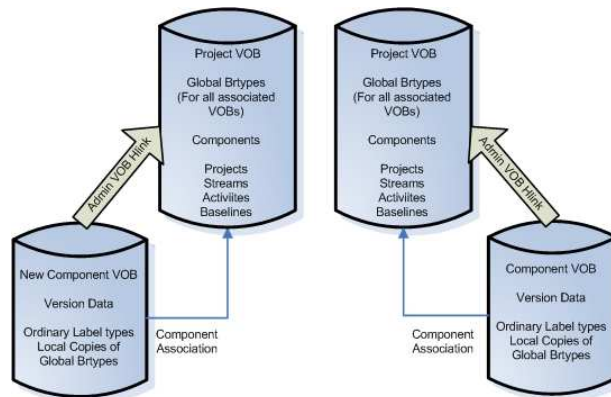 Project VOB
Global Brtypes
(For all associated
VOBs)
Components
Projects
Streams
Activiites
Baselines
Admin VOB Hlink
New Component VOB
Version Data
Ordinary Label types
Local Copies of
Global Brtypes
Component
Association
Project VOB
Global Brtypes
(For all associated
VOBs)
Components
Projects
Streams
Activiites
Baselines
Admin VOB Hlink
Component VOB
Version Data
Ordinary Label types
Local Copies of
Global Brtypes
Component
Association